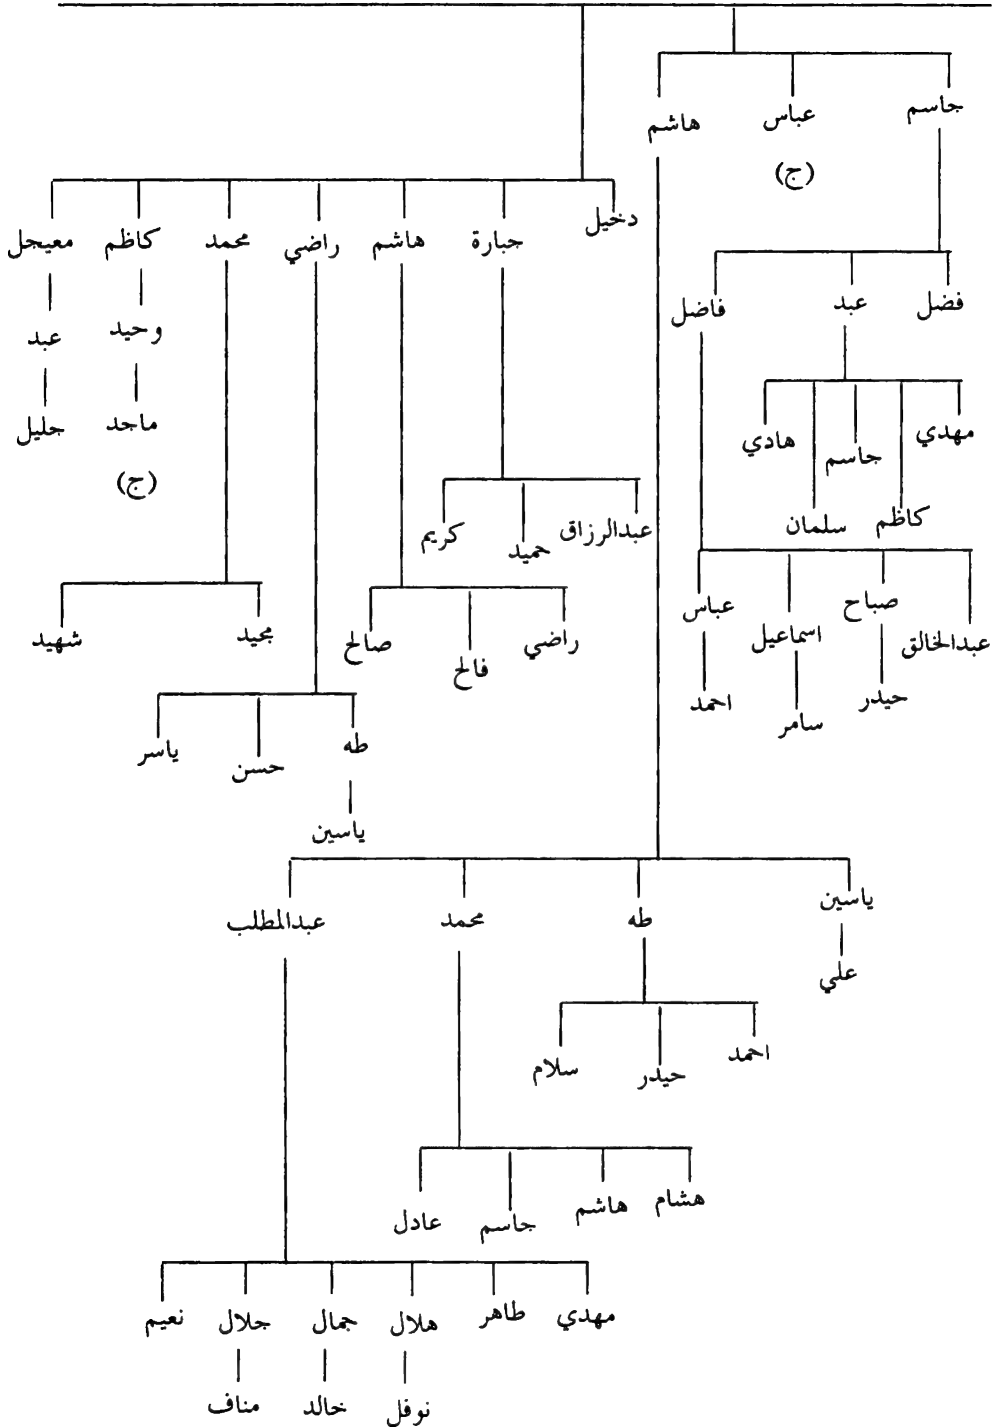 جاسم عباس هاشم
(ج)
دخيل جبارة هاشم راضي محمد كاظم معيجل
فضل عبد فاضل
وحيد عبد
ماجد جليل
(ج)
مهدي كاظم جاسم سلمان هادي
عبدالرزاق حميد كريم
عبدالخالق صباح اسماعيل عباس
راضي فالح صالح
مجيد شهيد
حيدر سامر احمد
طه حسن ياسر
ياسين
ياسين طه محمد عبدالمطلب
علي
احمد حيدر سلام
هشام هاشم جاسم عادل
مهدي طاهر هلال جمال جلال نعيم
نوفل خالد مناف